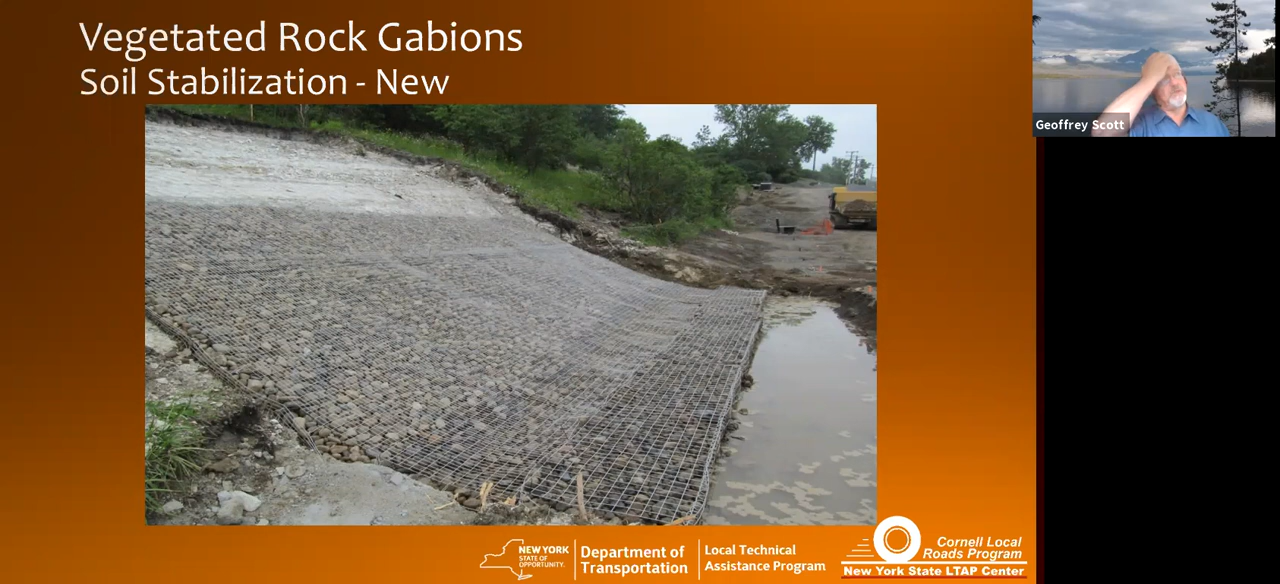 Vegetated Rock Gabions
Soil Stabilization - New
Geoffrey Scott
NEW YORK
STATE OF
OPPORTUNITY.
Department of
Transportation
Local Technical
Assistance Program
Cornell Local
Roads Program
New York State LTAP Center